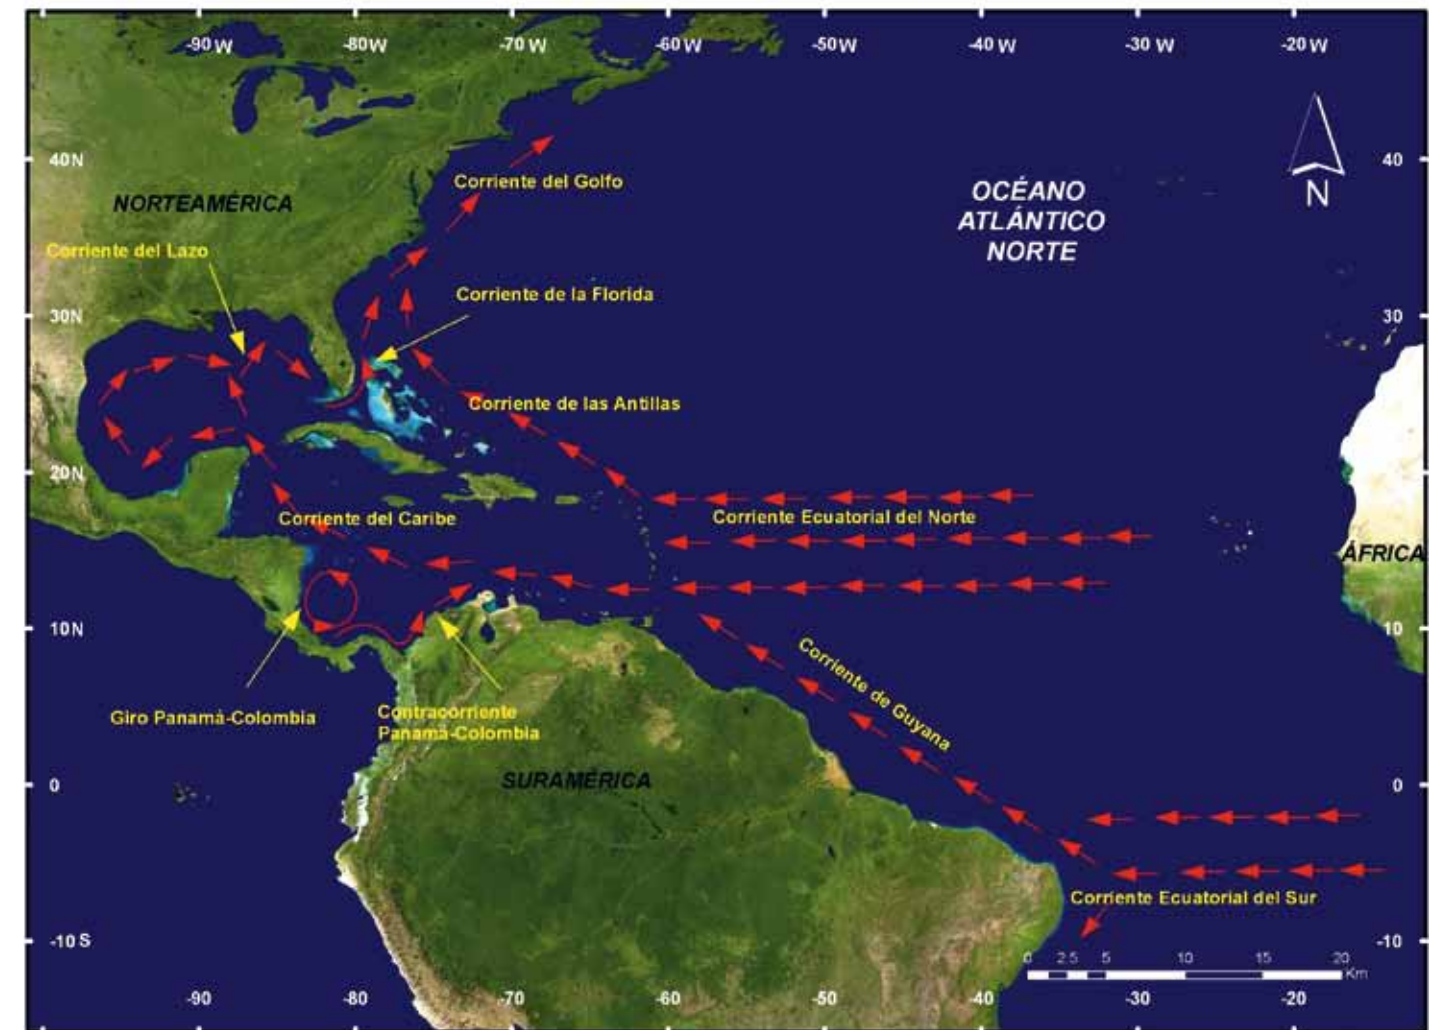 -90 W -80W -70 W -60 W -50 W -40 W -30 W -20 W
40N
40
NORTEAMÉRICA
Corriente del Golfo
OCÉANO
ATLÁNTICO
NORTE
N
Corriente del Lazo
Corriente de la Florida
30N
30
Corriente de las Antillas
20N
20
Corriente del Caribe
Corriente Ecuatorial del Norte
ÁFRICA
10N
10
Corriente de Guyana
Giro Panamá-Colombia
Contracorriente
Panamá-Colombia
SURAMÉRICA
0
0
Corriente Ecuatorial del Sur
-10 S
-10
0 2.5 5 10 15 20
Km
-90 -80 -70 -60 -50 -40 -30 -20